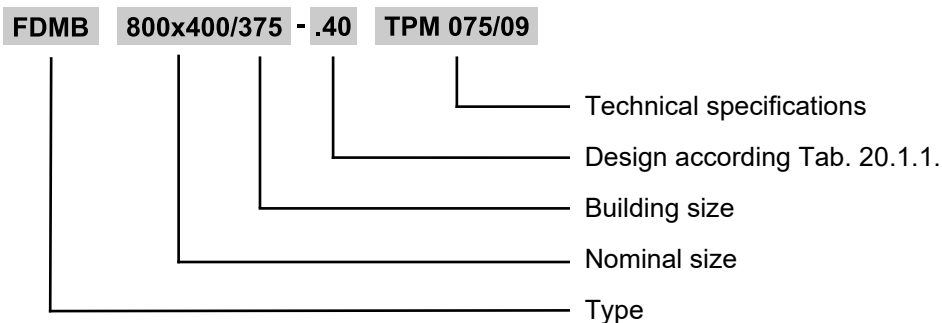 FDMB 800x400/375 - .40 TPM 075/09
Technical specifications
Design according Tab. 20.1.1.
Building size
Nominal size
Type